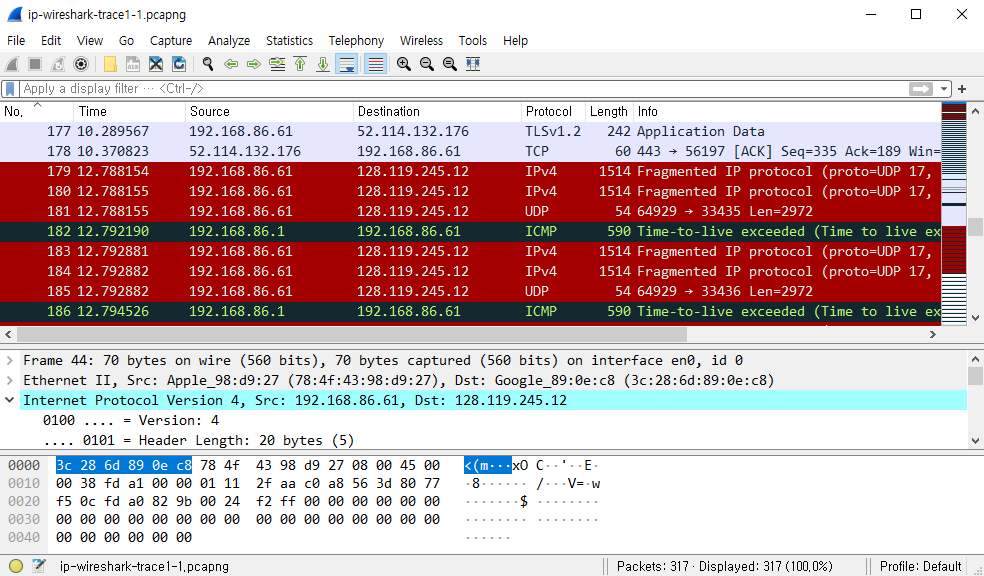 ip-wireshark-trace1-1.pcapng
File Edit View Go Capture Analyze Statistics Telephony Wireless Tools Help
Apply a display filter ··· <Ctrl-/>
No. Time Source Destination Protocol Length Info
177 10.289567 192.168.86.61 52.114.132.176 TLSv1.2 242 Application Data
178 10.370823 52.114.132.176 192.168.86.61 TCP 60 443 → 56197 [ACK] Seq=335 Ack=189 Win=
179 12.788154 192.168.86.61 128.119.245.12 IPv4 1514 Fragmented IP protocol (proto=UDP 17,
180 12.788155 192.168.86.61 128.119.245.12 IPv4 1514 Fragmented IP protocol (proto=UDP 17,
181 12.788155 192.168.86.61 128.119.245.12 UDP 54 64929 → 33435 Len=2972
182 12.792190 192.168.86.1 192.168.86.61 ICMP 590 Time-to-live exceeded (Time to live ex
183 12.792881 192.168.86.61 128.119.245.12 IPv4 1514 Fragmented IP protocol (proto=UDP 17,
184 12.792882 192.168.86.61 128.119.245.12 IPv4 1514 Fragmented IP protocol (proto=UDP 17,
185 12.792882 192.168.86.61 128.119.245.12 UDP 54 64929 → 33436 Len=2972
186 12.794526 192.168.86.1 192.168.86.61 ICMP 590 Time-to-live exceeded (Time to live ex
Frame 44: 70 bytes on wire (560 bits), 70 bytes captured (560 bits) on interface en0, id 0
Ethernet II, Src: Apple_98:d9:27 (78:4f:43:98:d9:27), Dst: Google_89:0e:c8 (3c:28:6d:89:0e:c8)
Internet Protocol Version 4, Src: 192.168.86.61, Dst: 128.119.245.12
0100 .... = Version: 4
.... 0101 = Header Length: 20 bytes (5)
0000 3c 28 6d 89 0e c8 78 4f 43 98 d9 27 08 00 45 00 <(m···xO C··'··E·
0010 00 38 fd a1 00 00 01 11 2f aa c0 a8 56 3d 80 77 ·8······ /···V=·w
0020 f5 0c fd a0 82 9b 00 24 f2 ff 00 00 00 00 00 00 ·······$ ········
0030 00 00 00 00 00 00 00 00 00 00 00 00 00 00 00 00 ········ ········
0040 00 00 00 00 00 00 ······
ip-wireshark-trace1-1.pcapng Packets: 317 · Displayed: 317 (100.0%) Profile: Default